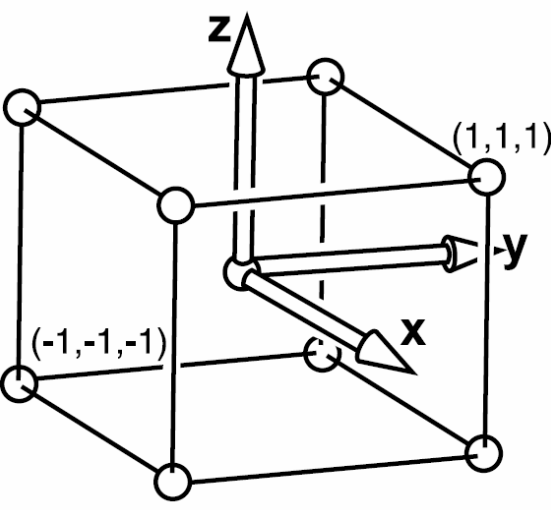 z
(1,1,1)
y
x
(-1,-1,-1)